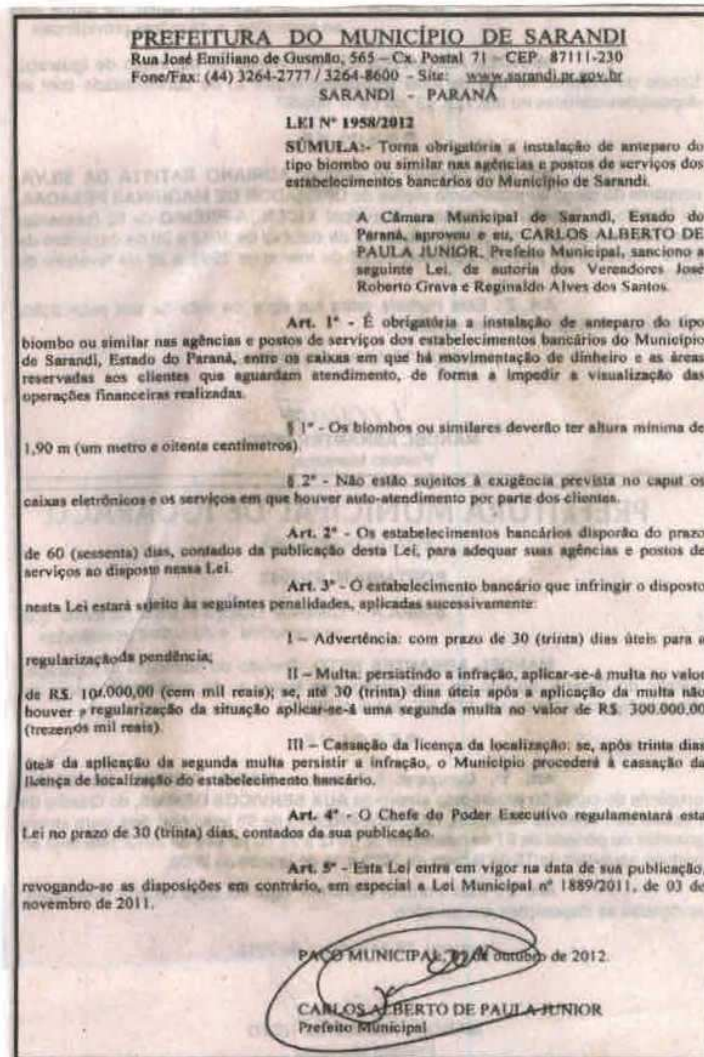 PREFEITURA DO MUNICÍPIO DE SARANDI
Rua José Emiliano de Gusmão, 565 – Cx. Postal 71 – CEP. 87111-230
Fone/Fax: (44) 3264-2777 / 3264-8600 - Site: www.sarandi.pr.gov.br
SARANDI - PARANÁ
LEI Nº 1958/2012
SÚMULA:- Torna obrigatória a instalação de anteparo do
tipo biombo ou similar nas agências e postos de serviços dos
estabelecimentos bancários do Município de Sarandi.
A Câmara Municipal de Sarandi, Estado do
Paraná, aprovou e eu, CARLOS ALBERTO DE
PAULA JUNIOR, Prefeito Municipal, sanciono a
seguinte Lei, de autoria dos Vereadores José
Roberto Grava e Reginaldo Alves dos Santos.
Art. 1º - É obrigatória a instalação de anteparo do tipo
biombo ou similar nas agências e postos de serviços dos estabelecimentos bancários do Município
de Sarandi, Estado do Paraná, entre os caixas em que há movimentação de dinheiro e as áreas
reservadas aos clientes que aguardam atendimento, de forma a impedir a visualização das
operações financeiras realizadas.
§ 1º - Os biombos ou similares deverão ter altura mínima de
1,90 m (um metro e oitenta centímetros).
§ 2º - Não estão sujeitos à exigência prevista no caput os
caixas eletrônicos e os serviços em que houver auto-atendimento por parte dos clientes.
Art. 2º - Os estabelecimentos bancários disporão do prazo
de 60 (sessenta) dias, contados da publicação desta Lei, para adequar suas agências e postos de
serviços ao disposto nessa Lei.
Art. 3º - O estabelecimento bancário que infringir o disposto
nesta Lei estará sujeito às seguintes penalidades, aplicadas sucessivamente:
I – Advertência: com prazo de 30 (trinta) dias úteis para a
regularizaçãoda pendência;
II – Multa: persistindo a infração, aplicar-se-á multa no valor
de R$. 100.000,00 (cem mil reais); se, até 30 (trinta) dias úteis após a aplicação da multa não
houver a regularização da situação aplicar-se-á uma segunda multa no valor de R$. 300.000,00
(trezenos mil reais).
III – Cassação da licença da localização: se, após trinta dias
úteis da aplicação da segunda multa persistir a infração, o Município procederá à cassação da
licença de localização do estabelecimento bancário.
Art. 4º - O Chefe do Poder Executivo regulamentará esta
Lei no prazo de 30 (trinta) dias, contados da sua publicação.
Art. 5º - Esta Lei entra em vigor na data de sua publicação,
revogando-se as disposições em contrário, em especial a Lei Municipal nº 1889/2011, de 03 de
novembro de 2011.
PAÇO MUNICIPAL, de outubro de 2012.
CARLOS ALBERTO DE PAULA JUNIOR
Prefeito Municipal